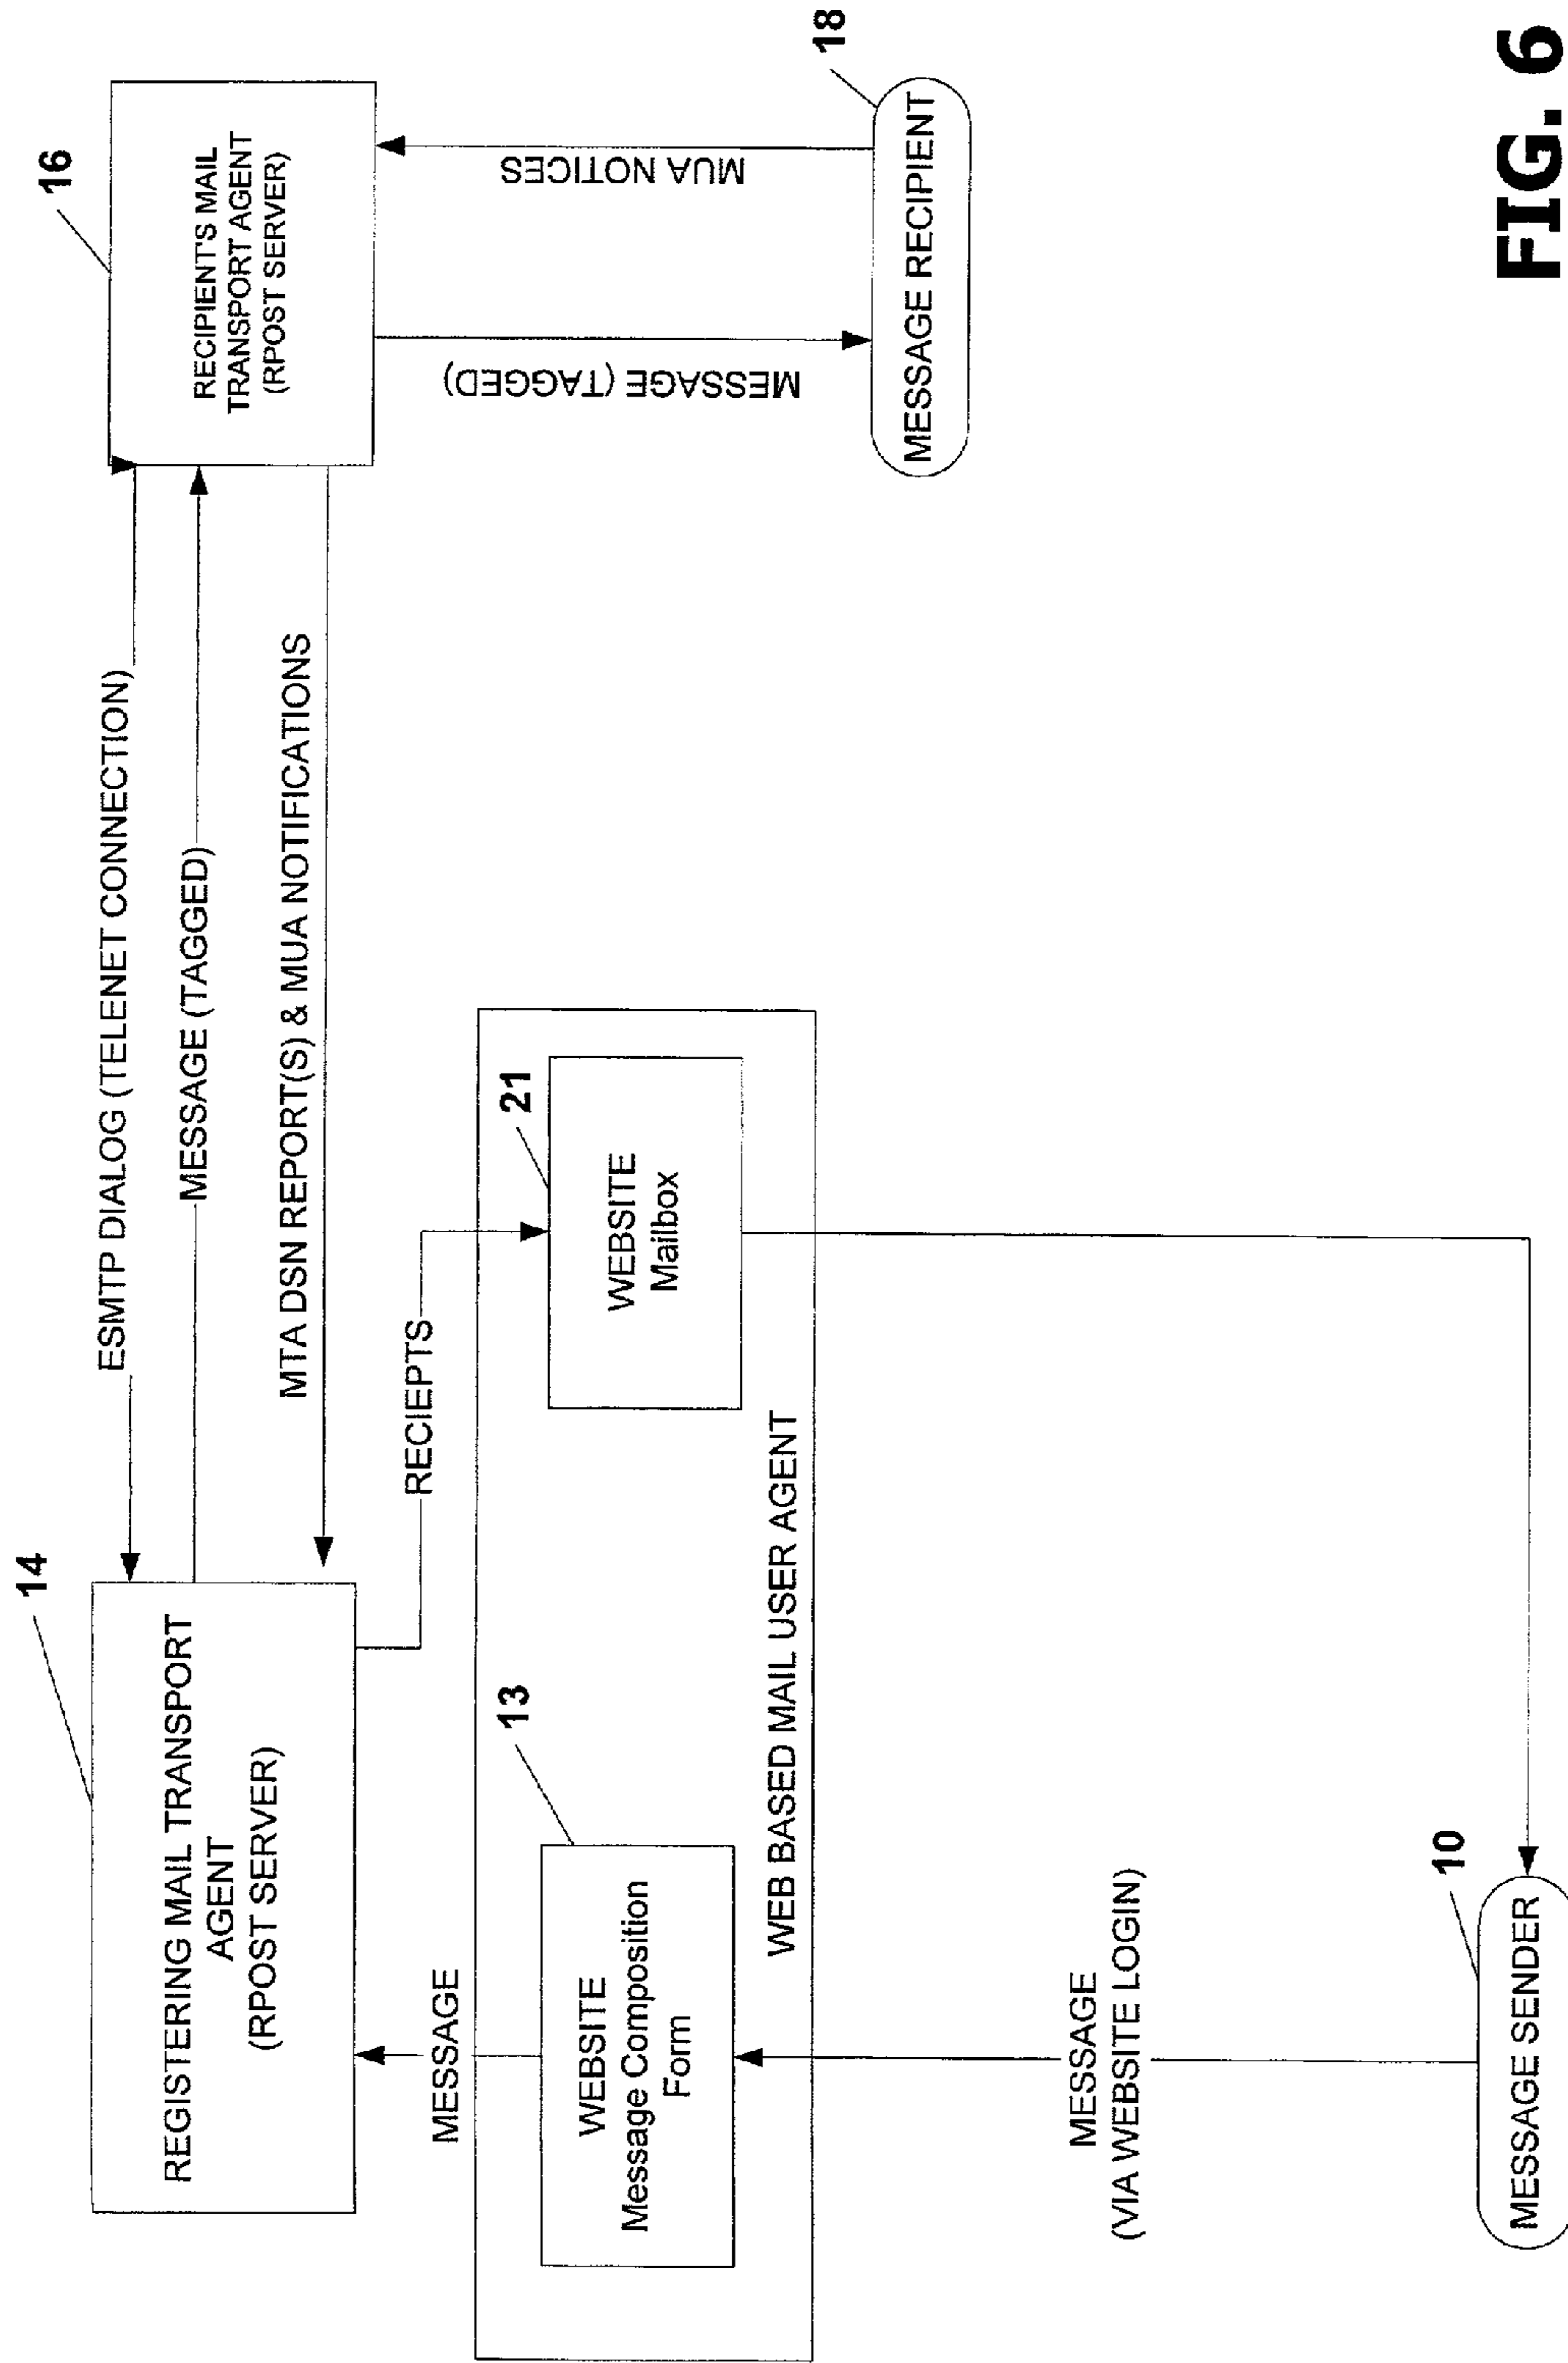 14
REGISTERING MAIL TRANSPORT
AGENT
(RPOST SERVER)
ESMTP DIALOG (TELENET CONNECTION)
MESSAGE (TAGGED)
MTA DSN REPORT(S) & MUA NOTIFICATIONS
16
RECIPIENT'S MAIL
TRANSPORT AGENT
(RPOST SERVER)
MESSAGE
RECIEPTS
MESSAGE (TAGGED)
MUA NOTICES
13
WEBSITE
Message Composition
Form
21
WEBSITE
Mailbox
WEB BASED MAIL USER AGENT
18
MESSAGE RECIPIENT
MESSAGE
(VIA WEBSITE LOGIN)
10
MESSAGE SENDER
FIG. 6